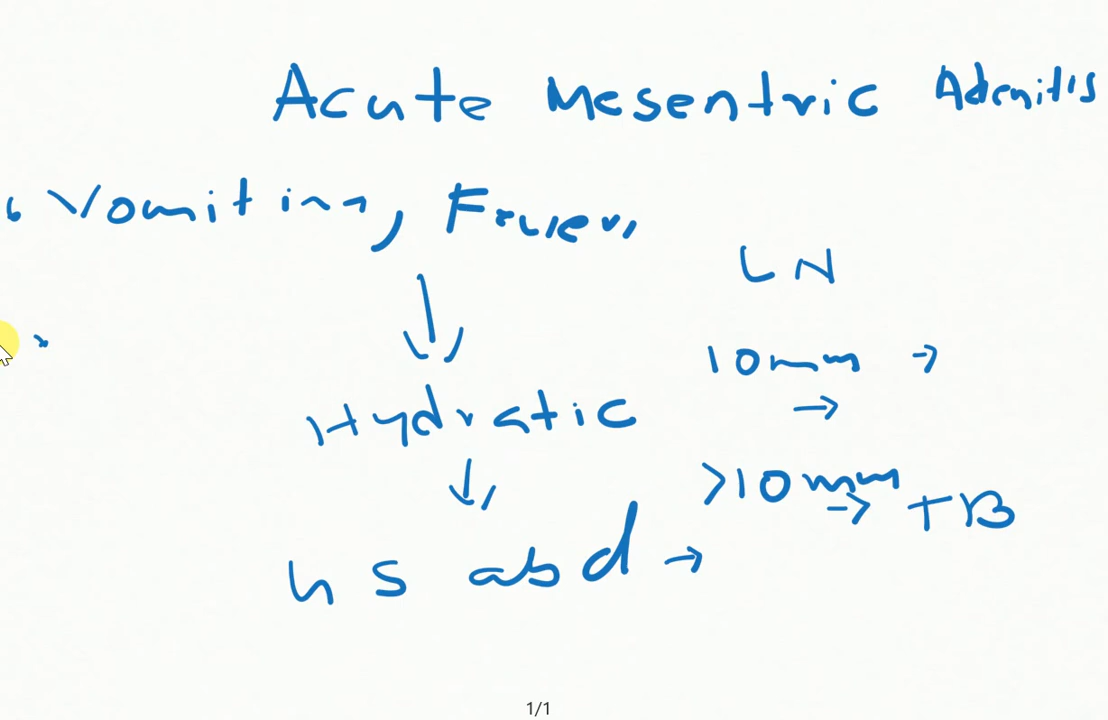 Acute Mesentric Adenitis
Vomiting, Fever,
LN
10mm →
→
Hydratic
>10mm → TB
us abd →
1/1